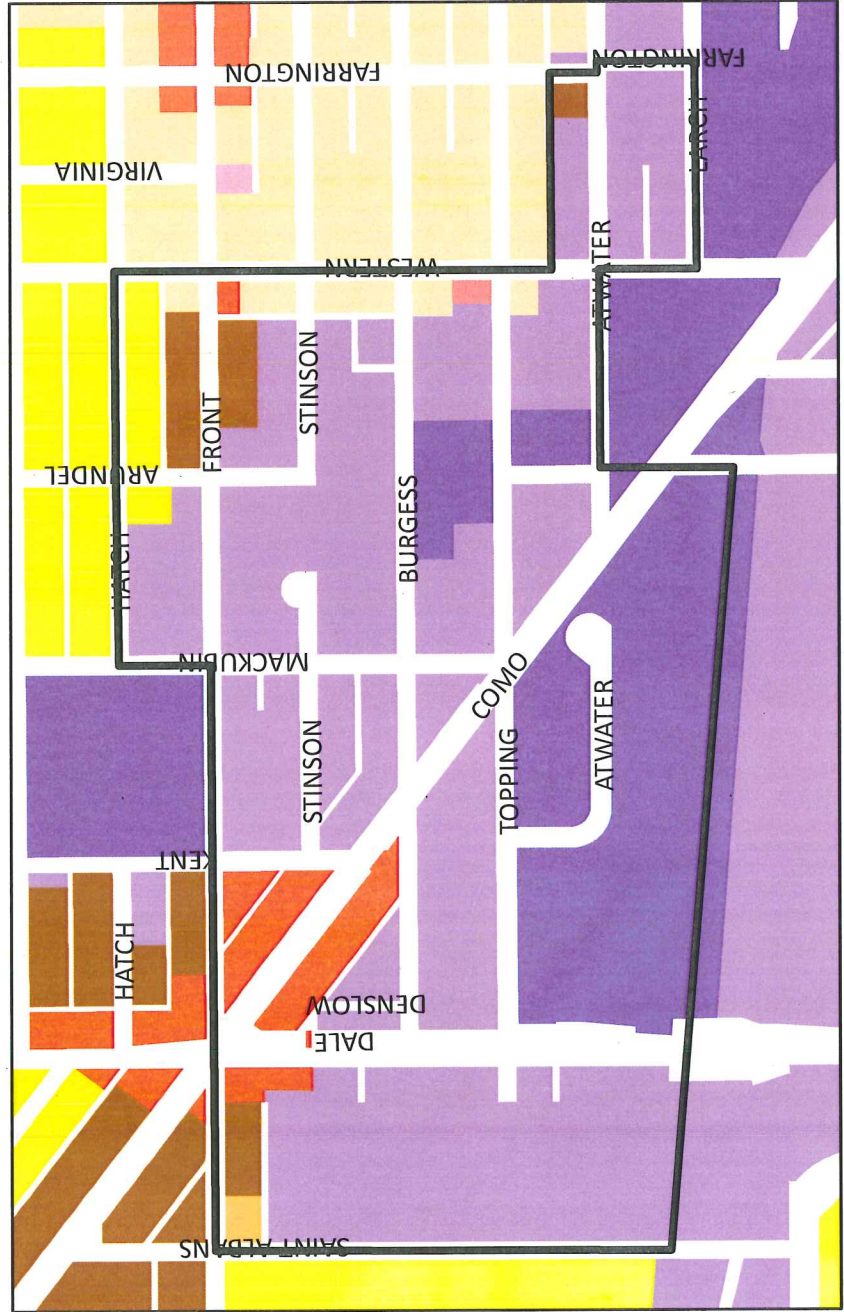 FARRINGTON
FARRINGTON
LARCH
VIRGINIA
WESTERN
ATWATER
STINSON
FRONT
ARUNDEL
BURGESS
HATCH
MACKUBIN
COMO
ATWATER
STINSON
TOPPING
KENT
HATCH
DENSLOW
DALE
SAINT ALBANS